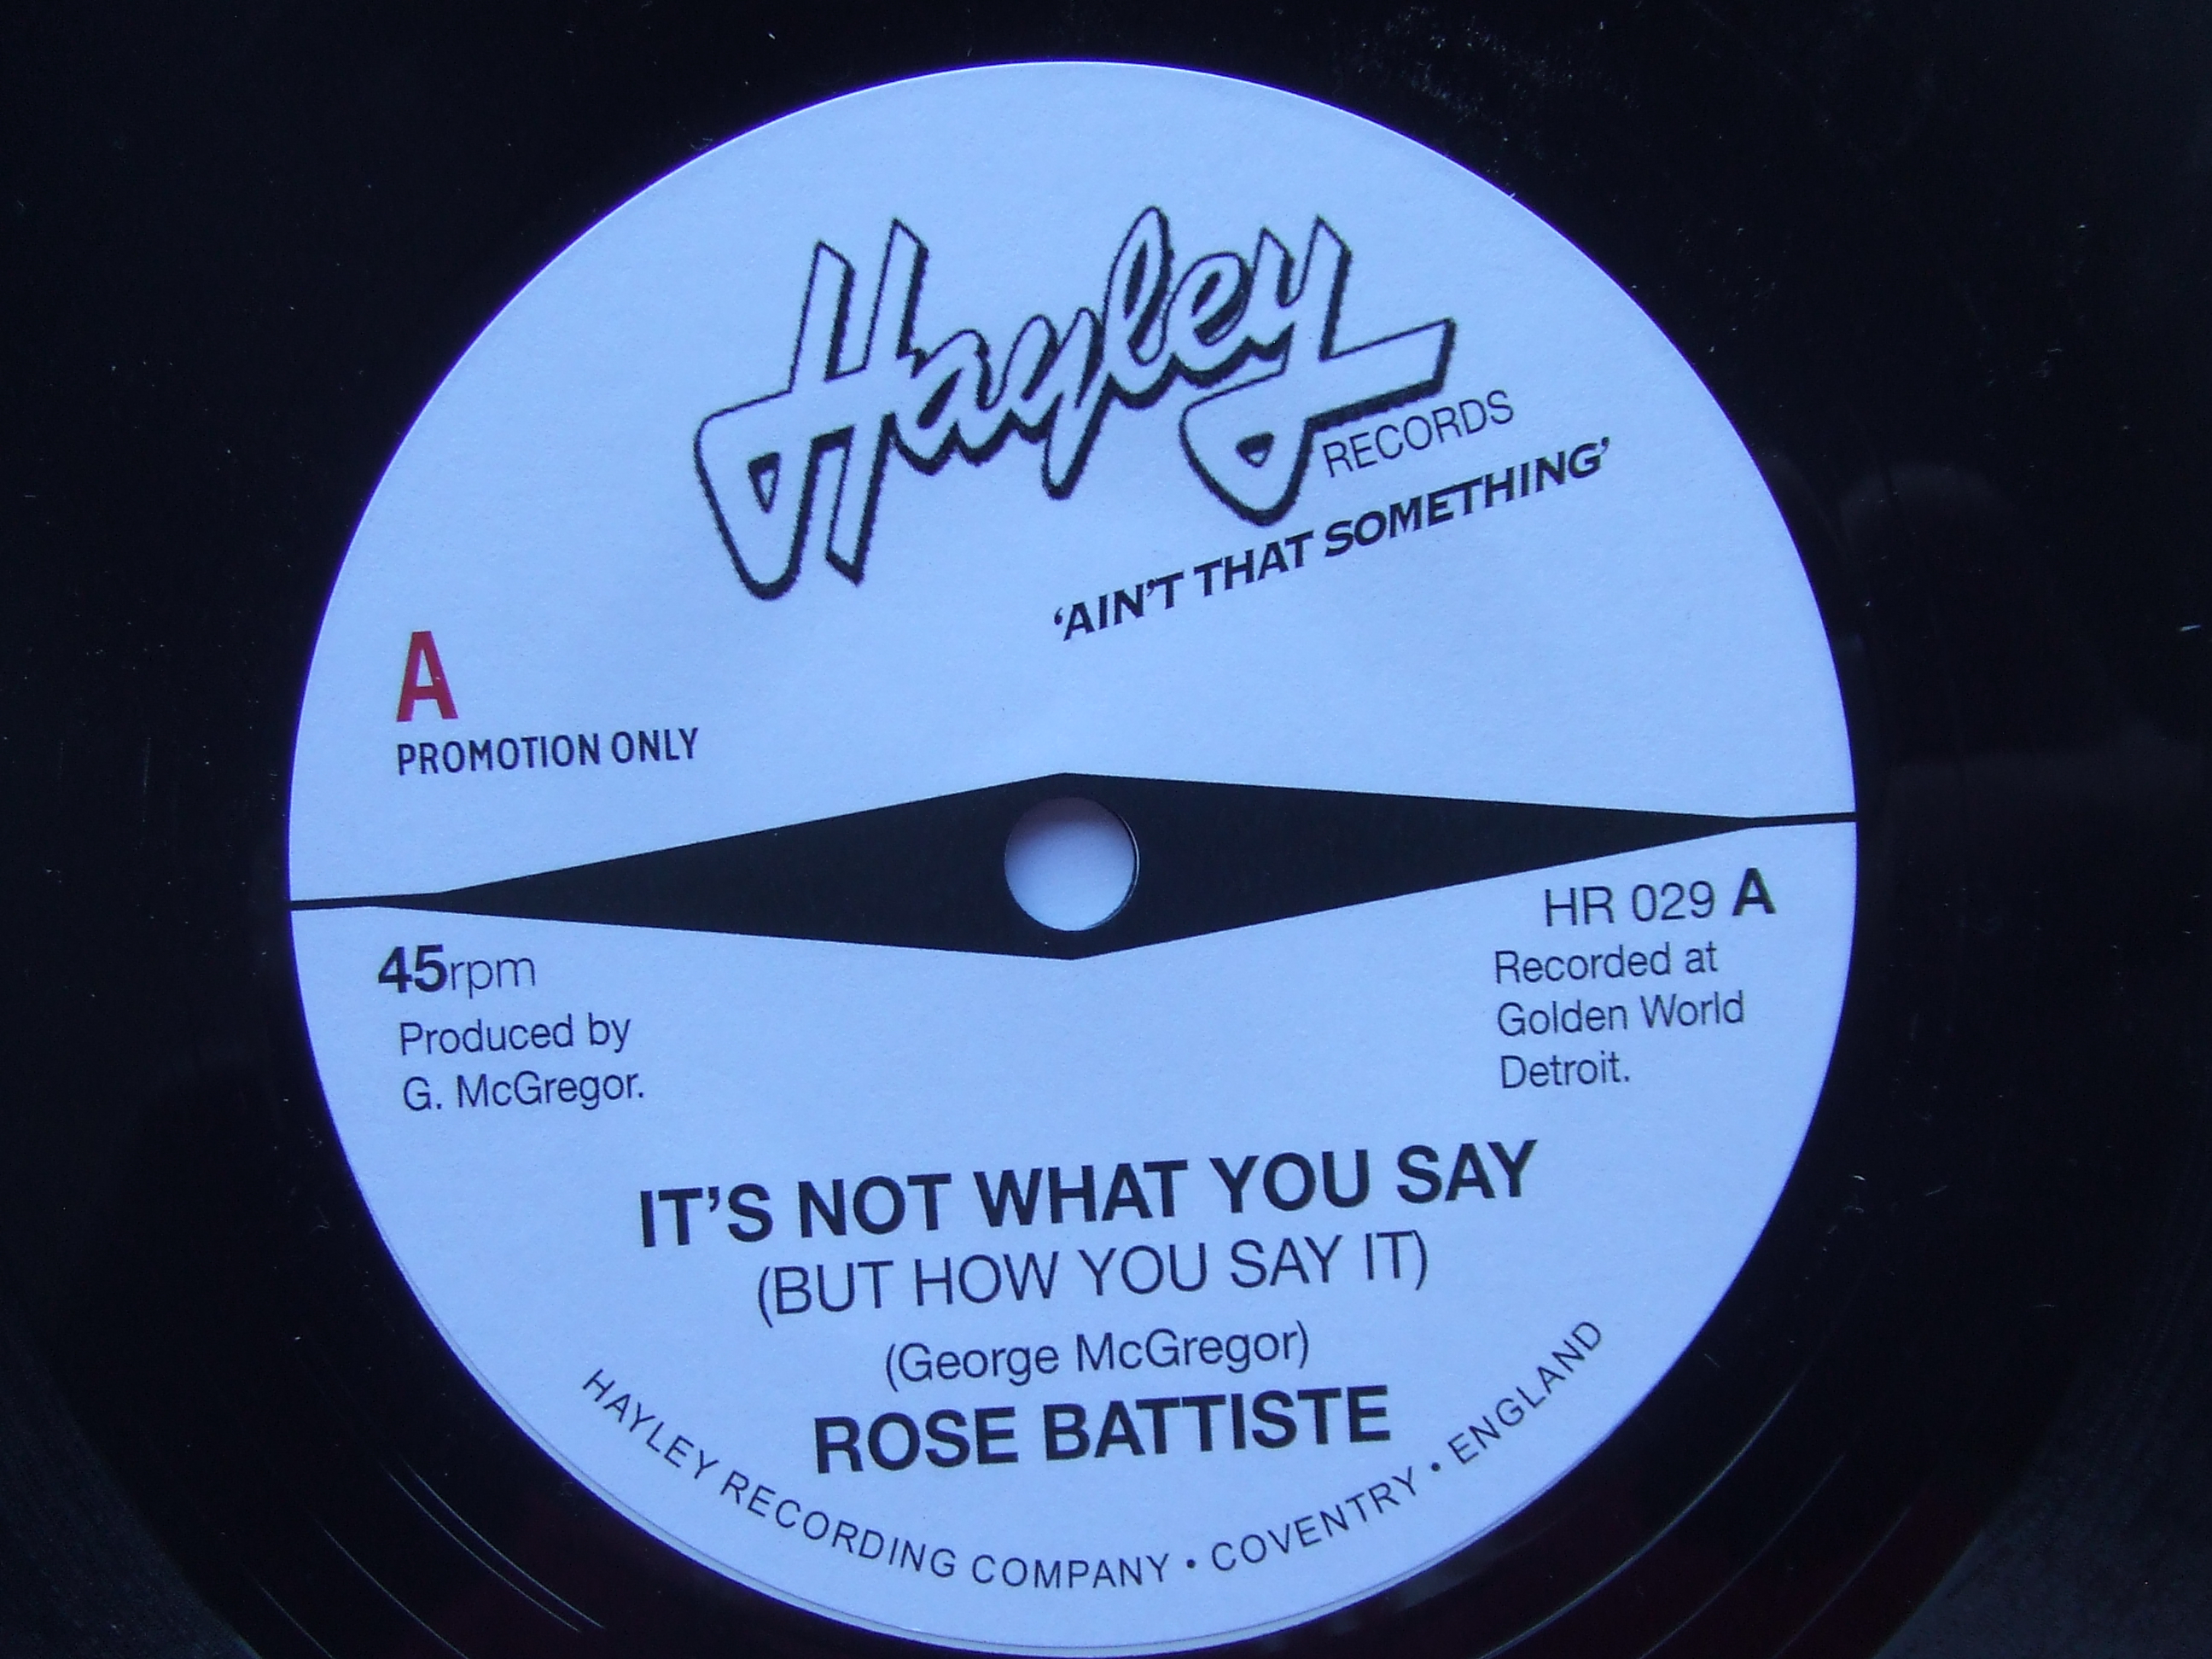 Hayley
RECORDS
‘AIN’T THAT SOMETHING’
A
PROMOTION ONLY
45rpm
Produced by
G. McGregor.
HR 029 A
Recorded at
Golden World
Detroit.
IT’S NOT WHAT YOU SAY
(BUT HOW YOU SAY IT)
(George McGregor)
ROSE BATTISTE
HAYLEY RECORDING COMPANY • COVENTRY • ENGLAND